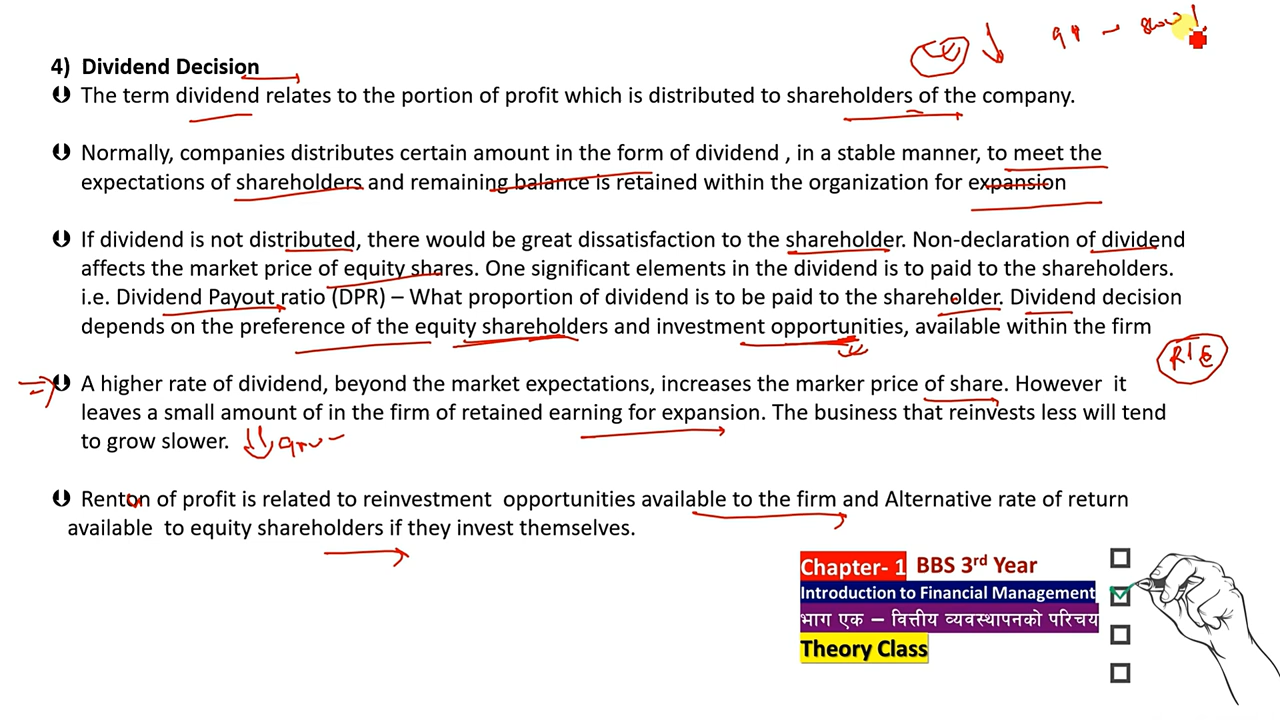 4) Dividend Decision
The term dividend relates to the portion of profit which is distributed to shareholders of the company.
Normally, companies distributes certain amount in the form of dividend , in a stable manner, to meet the
expectations of shareholders and remaining balance is retained within the organization for expansion
If dividend is not distributed, there would be great dissatisfaction to the shareholder. Non-declaration of dividend
affects the market price of equity shares. One significant elements in the dividend is to paid to the shareholders.
i.e. Dividend Payout ratio (DPR) – What proportion of dividend is to be paid to the shareholder. Dividend decision
depends on the preference of the equity shareholders and investment opportunities, available within the firm
A higher rate of dividend, beyond the market expectations, increases the marker price of share. However it
leaves a small amount of in the firm of retained earning for expansion. The business that reinvests less will tend
to grow slower.
Renton of profit is related to reinvestment opportunities available to the firm and Alternative rate of return
available to equity shareholders if they invest themselves.
Chapter- 1 BBS 3rd Year
Introduction to Financial Management
भाग एक – वित्तीय व्यवस्थापनको परिचय
Theory Class